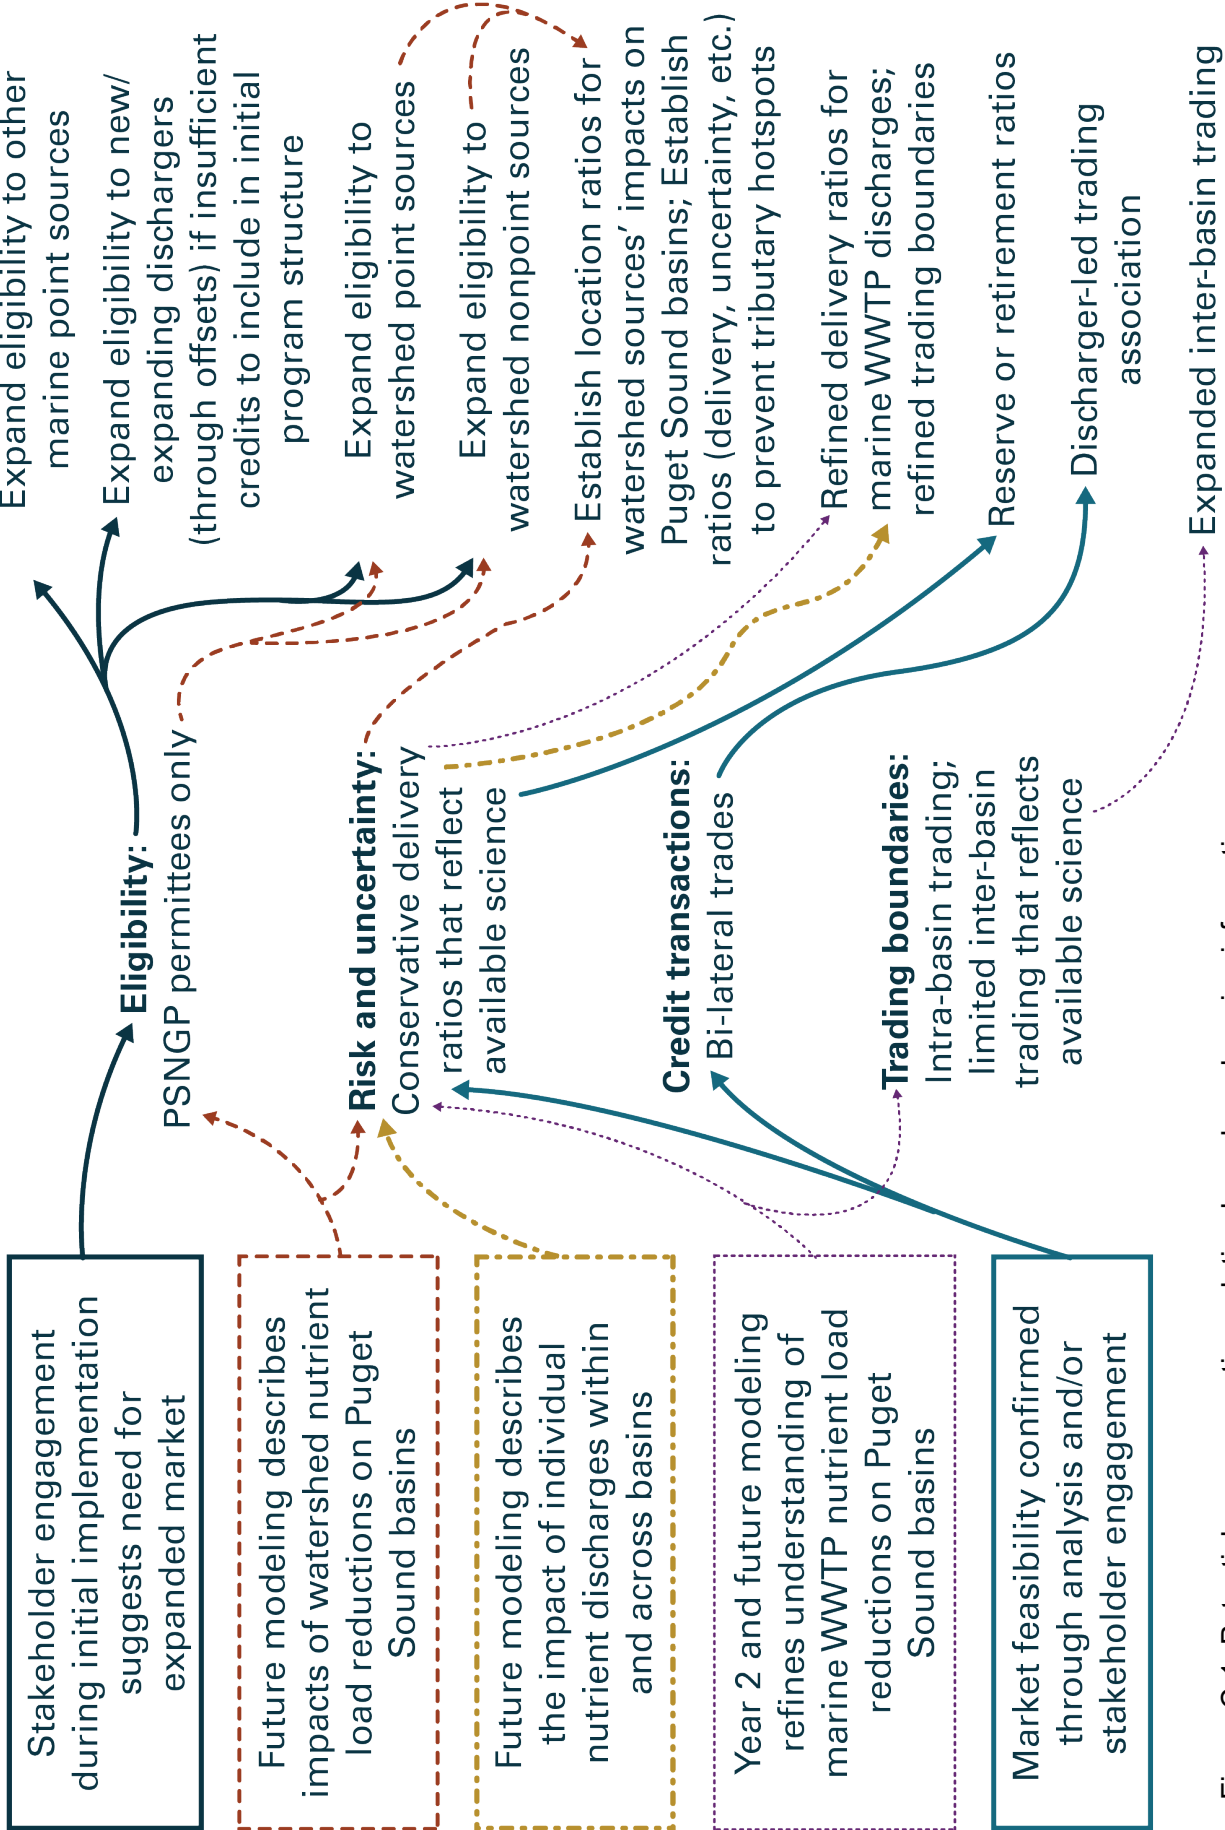 Stakeholder engagement
during initial implementation
suggests need for
expanded market
Future modeling describes
impacts of watershed nutrient
load reductions on Puget
Sound basins
Future modeling describes
the impact of individual
nutrient discharges within
and across basins
Year 2 and future modeling
refines understanding of
marine WWTP nutrient load
reductions on Puget
Sound basins
Market feasibility confirmed
through analysis and/or
stakeholder engagement
Eligibility:
PSNGP permittees only
Risk and uncertainty:
Conservative delivery
ratios that reflect
available science
Credit transactions:
Bi-lateral trades
Trading boundaries:
Intra-basin trading;
limited inter-basin
trading that reflects
available science
Expand eligibility to other
marine point sources
Expand eligibility to new/
expanding dischargers
(through offsets) if insufficient
credits to include in initial
program structure
Expand eligibility to
watershed point sources
Expand eligibility to
watershed nonpoint sources
Establish location ratios for
watershed sources’ impacts on
Puget Sound basins; Establish
ratios (delivery, uncertainty, etc.)
to prevent tributary hotspots
Refined delivery ratios for
marine WWTP discharges;
refined trading boundaries
Reserve or retirement ratios
Discharger-led trading
association
Expanded inter-basin trading